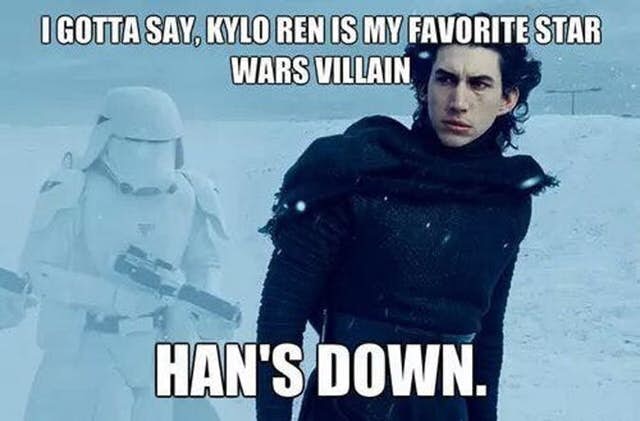 I GOTTA SAY, KYLO REN IS MY FAVORITE STAR
WARS VILLAIN
HAN'S DOWN.